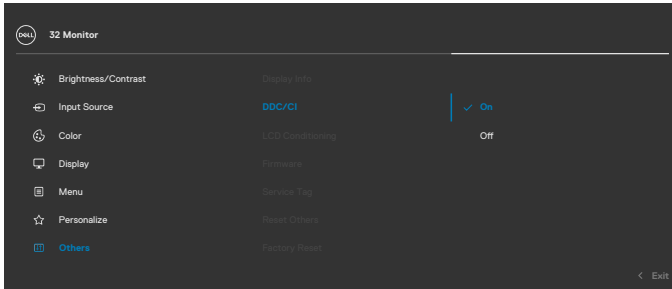 DELL
32 Monitor
Brightness/Contrast Display Info
Input Source DDC/CI ✓ On
Color LCD Conditioning Off
Display Firmware
Menu Service Tag
Personalize Reset Others
Others Factory Reset
< Exit